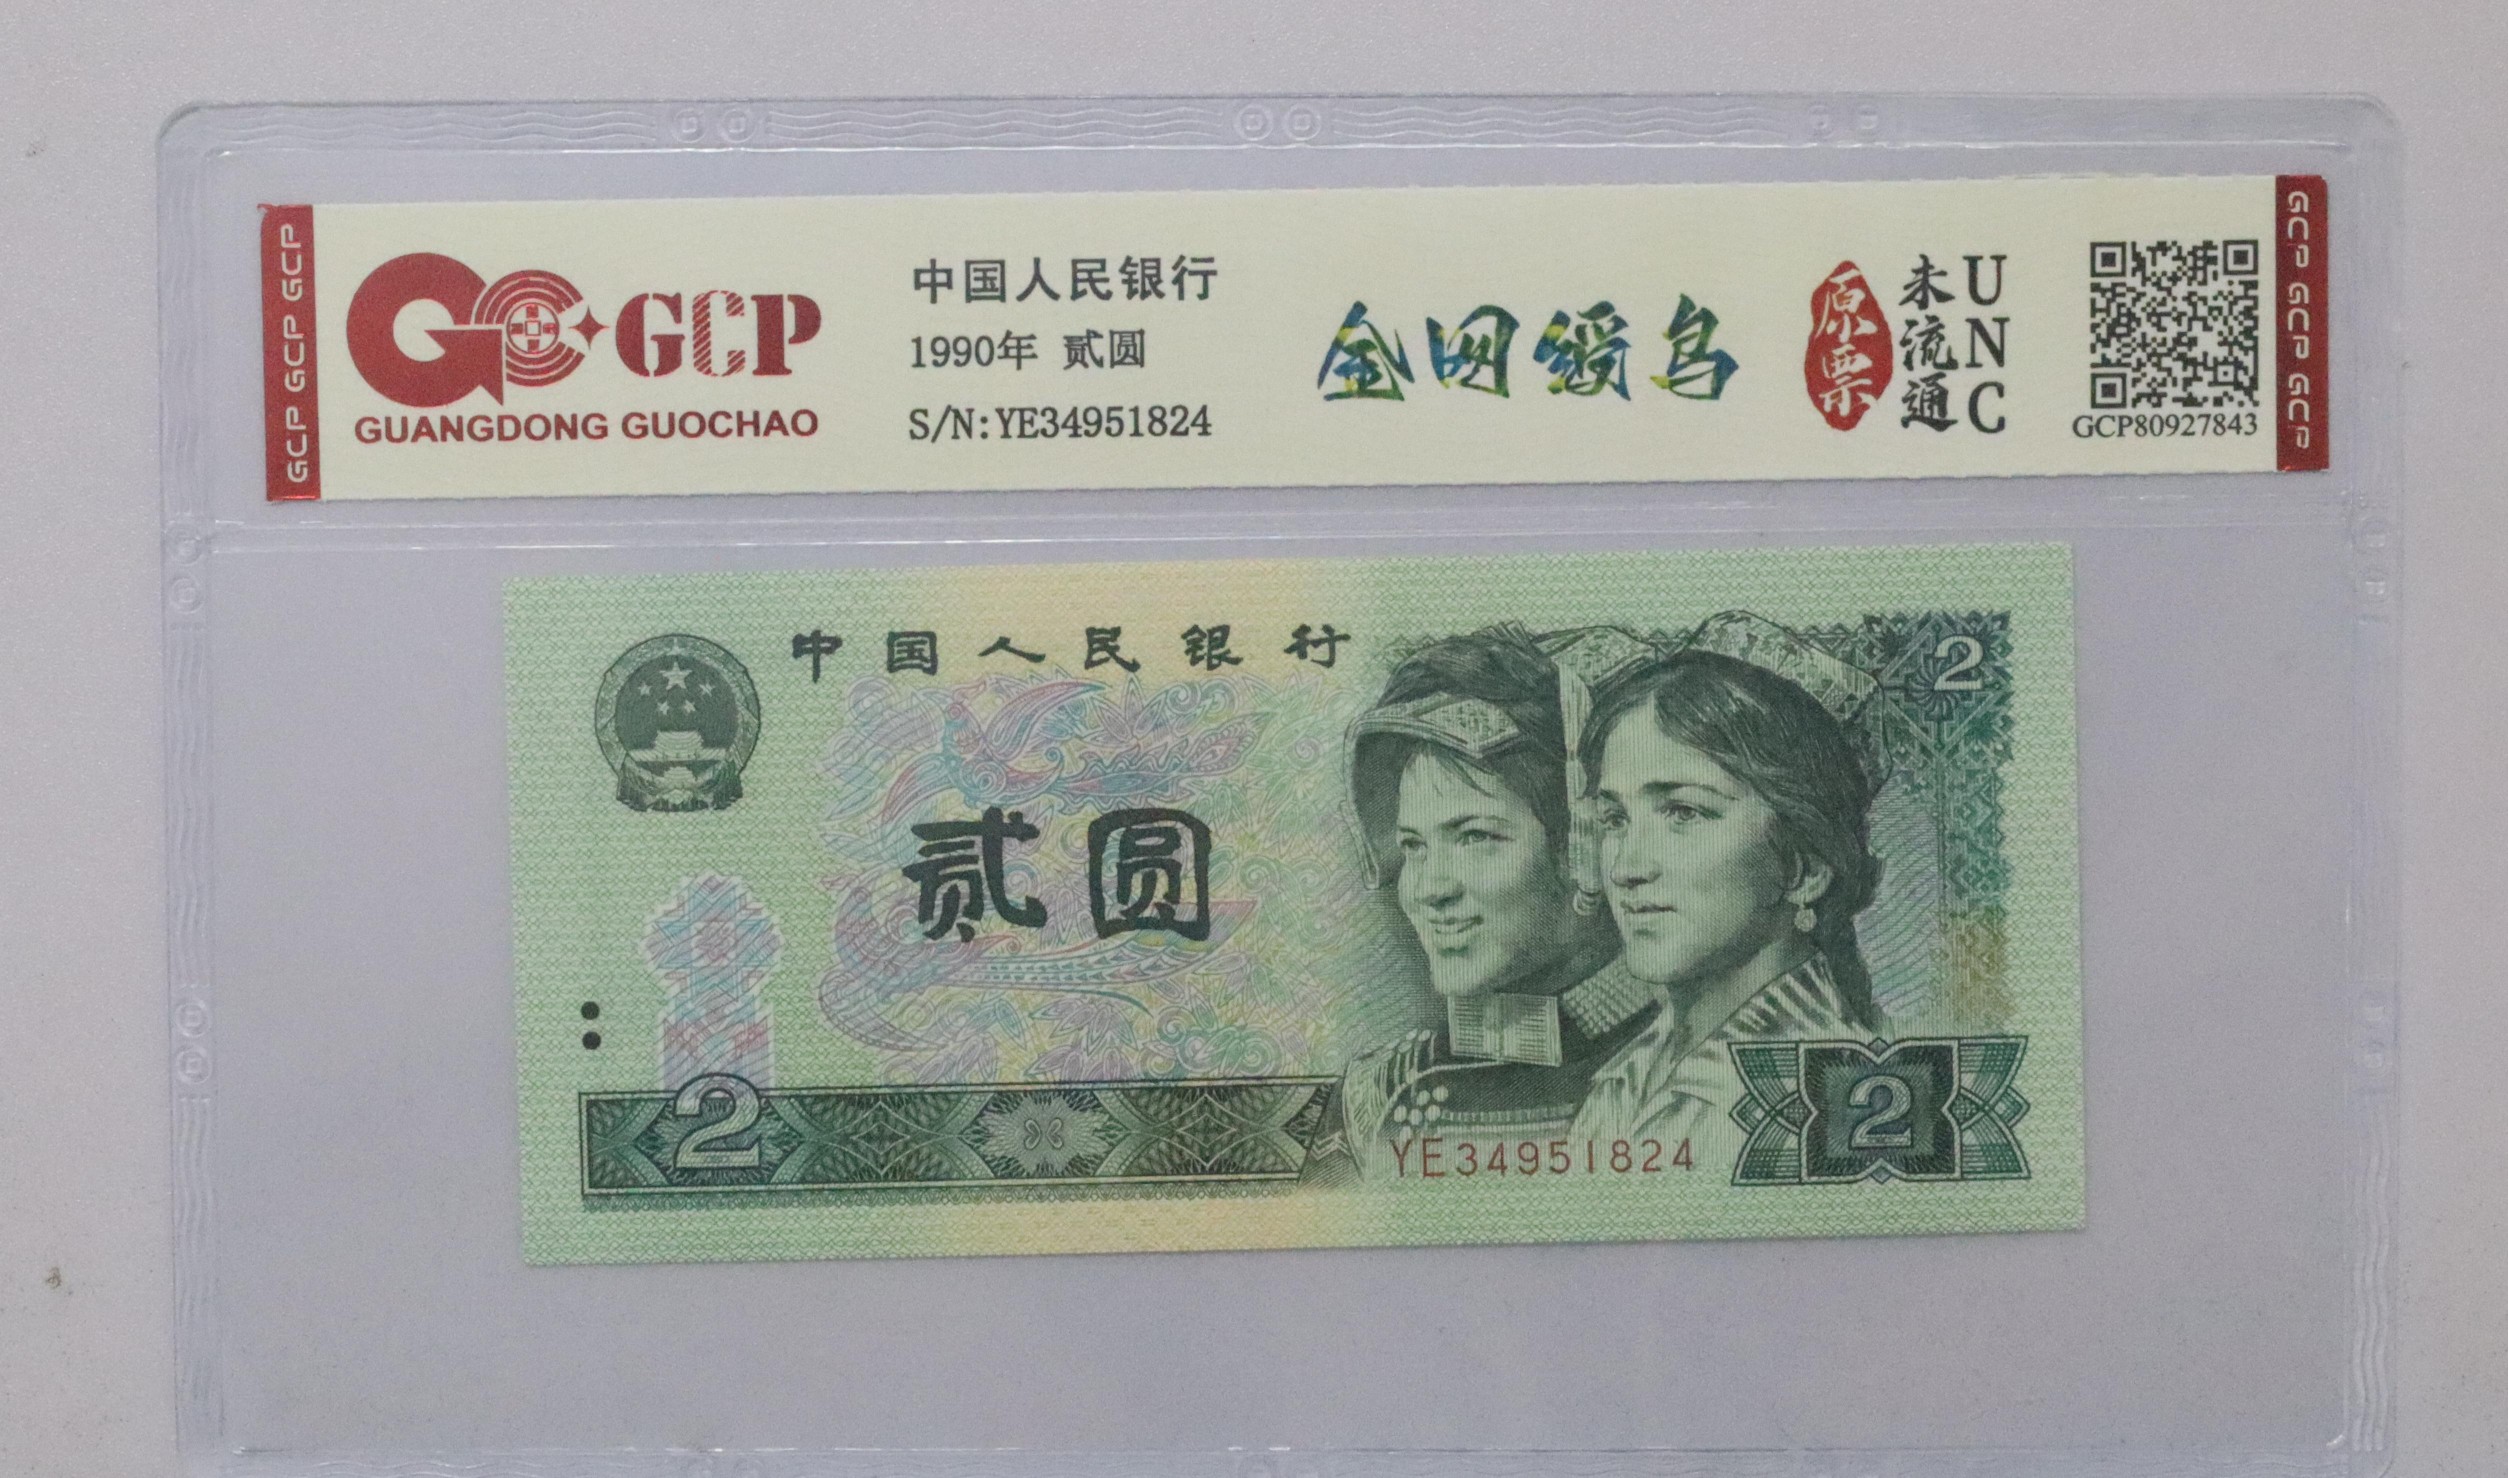 GCP GCP GCP
GCP
GUANGDONG GUOCHAO
中国人民银行
1990年 贰圆
S/N:YE34951824
金网绶鸟
原票
未流通
UNC
GCP80927843
GCP GCP GCP
中国人民银行
2
贰圆
2
YE34951824
2